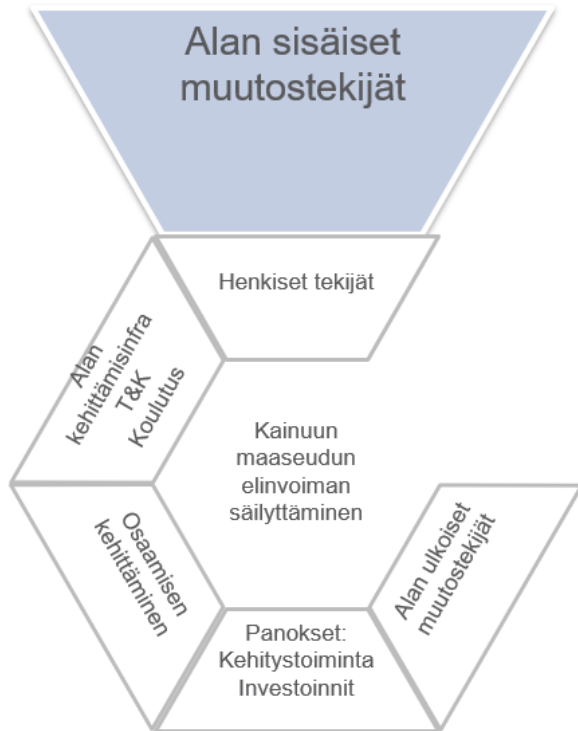 Alan sisäiset
muutostekijät
Henkiset tekijät
Alan
kehittämisinfra
T&K
Koulutus
Kainuun
maaseudun
elinvoiman
säilyttäminen
Osaamisen
kehittäminen
Alan ulkoiset
muutostekijät
Panokset:
Kehitystoiminta
Investoinnit